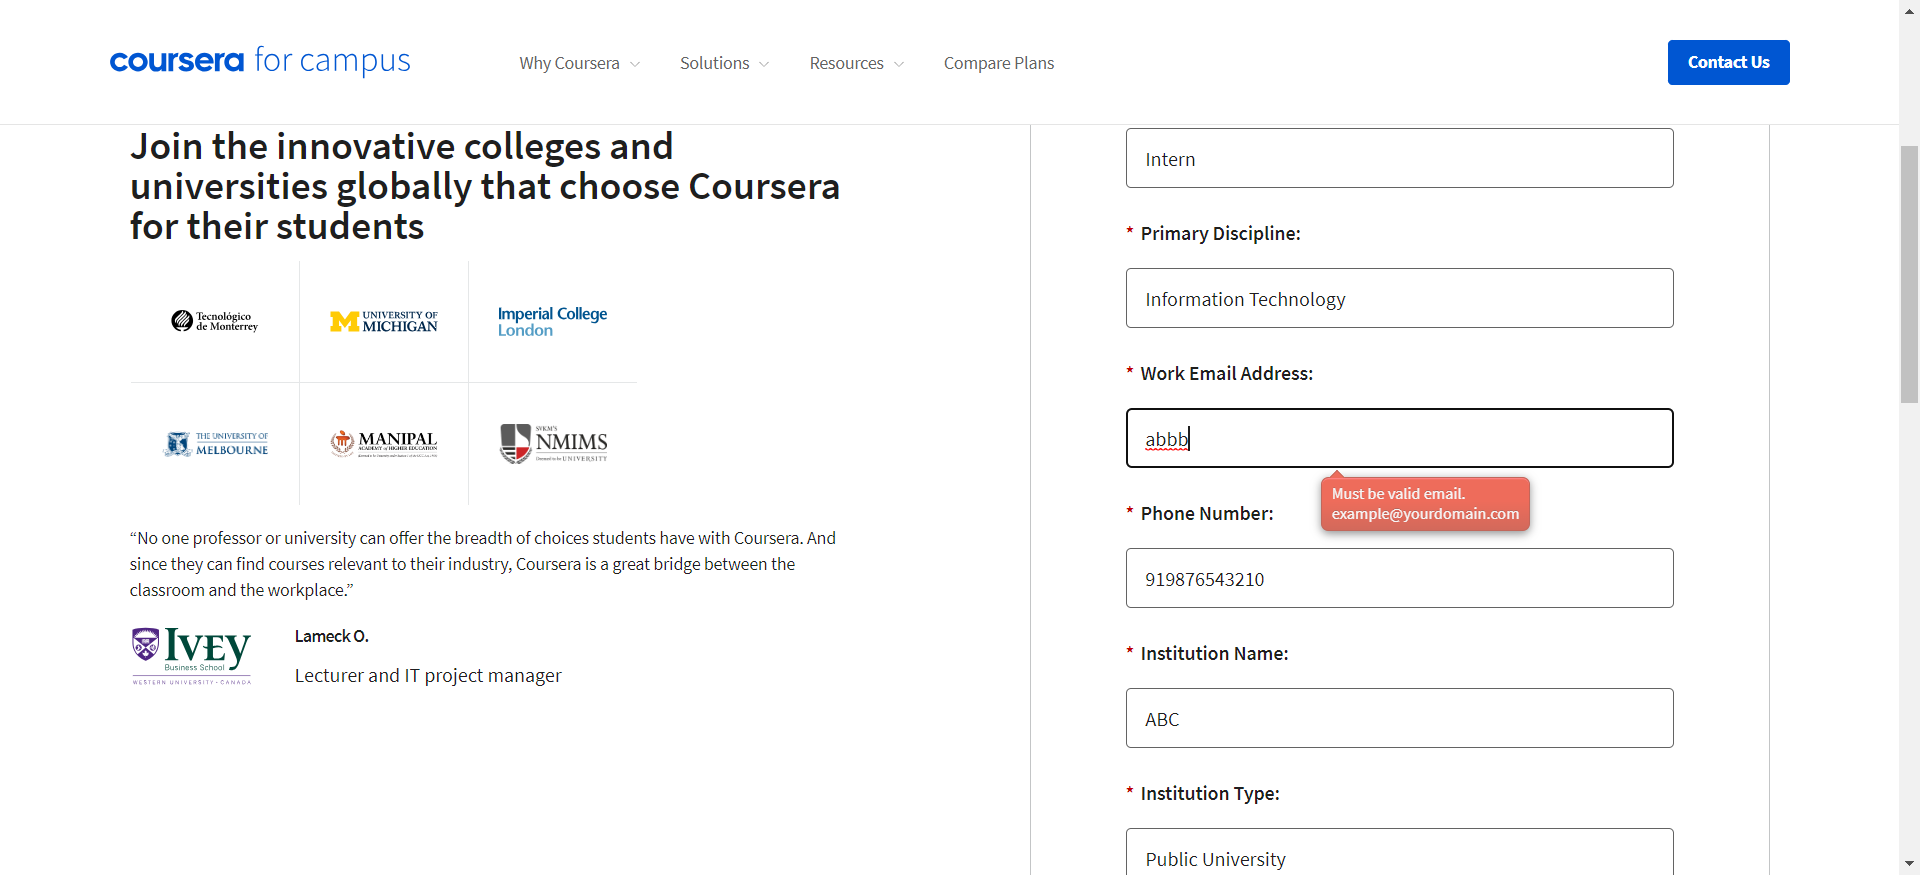 coursera for campus
Why Coursera
Solutions
Resources
Compare Plans
Contact Us
Join the innovative colleges and
universities globally that choose Coursera
for their students
Tecnológico
de Monterrey
M UNIVERSITY OF
MICHIGAN
Imperial College
London
THE UNIVERSITY OF
MELBOURNE
MANIPAL
ACADEMY of HIGHER EDUCATION
SVKM'S
NMIMS
Deemed to be UNIVERSITY
“No one professor or university can offer the breadth of choices students have with Coursera. And
since they can find courses relevant to their industry, Coursera is a great bridge between the
classroom and the workplace.”
IVEY
Business School
WESTERN UNIVERSITY · CANADA
Lameck O.
Lecturer and IT project manager
Intern
* Primary Discipline:
Information Technology
* Work Email Address:
abbb
Must be valid email.
example@yourdomain.com
* Phone Number:
919876543210
* Institution Name:
ABC
* Institution Type:
Public University